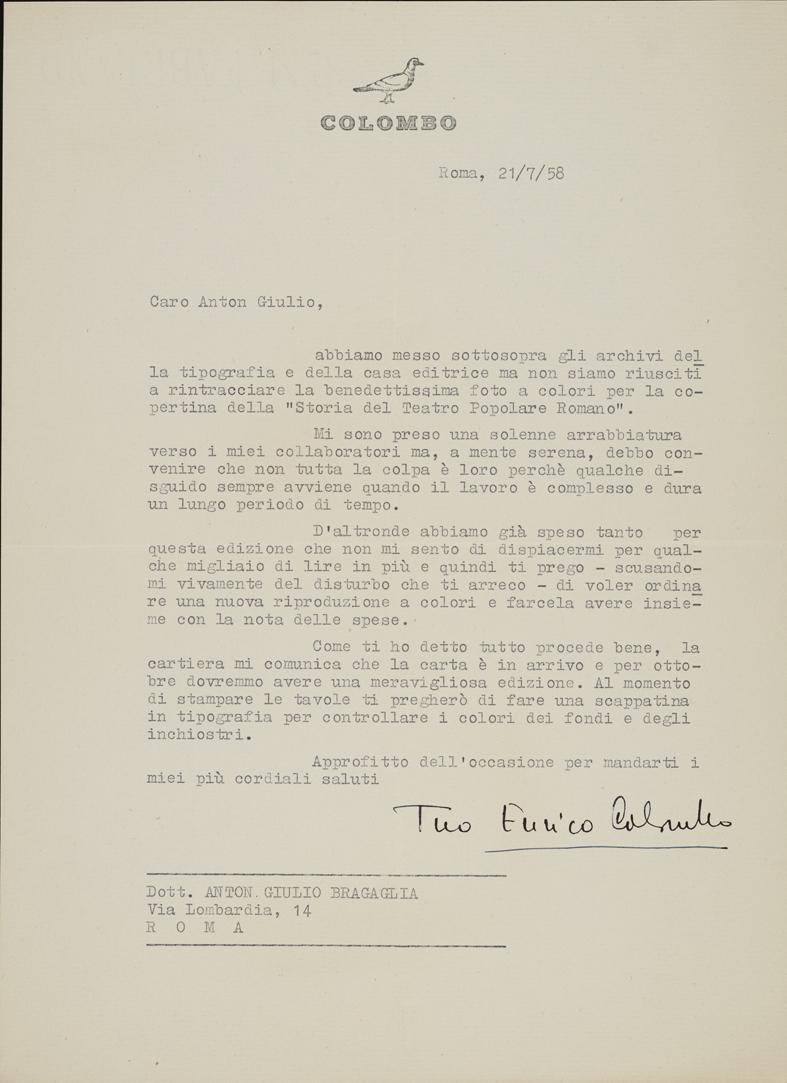 COLOMBO
Roma, 21/7/58
Caro Anton Giulio,
abbiamo messo sottosopra gli archivi del
la tipografia e della casa editrice ma non siamo riusciti
a rintracciare la benedettissima foto a colori per la co-
pertina della "Storia del Teatro Popolare Romano".
Mi sono preso una solenne arrabbiatura
verso i miei collaboratori ma, a mente serena, debbo con-
venire che non tutta la colpa è loro perchè qualche di-
sguido sempre avviene quando il lavoro è complesso e dura
un lungo periodo di tempo.
D'altronde abbiamo già speso tanto per
questa edizione che non mi sento di dispiacermi per qual-
che migliaio di lire in più e quindi ti prego - scusando-
mi vivamente del disturbo che ti arreco - di voler ordina
re una nuova riproduzione a colori e farcela avere insie-
me con la nota delle spese.
Come ti ho detto tutto procede bene, la
cartiera mi comunica che la carta è in arrivo e per otto-
bre dovremmo avere una meravigliosa edizione. Al momento
di stampare le tavole ti pregherò di fare una scappatina
in tipografia per controllare i colori dei fondi e degli
inchiostri.
Approfitto dell'occasione per mandarti i
miei più cordiali saluti
Tuo Enrico Colombo
Dott. ANTON GIULIO BRAGAGLIA
Via Lombardia, 14
R O M A